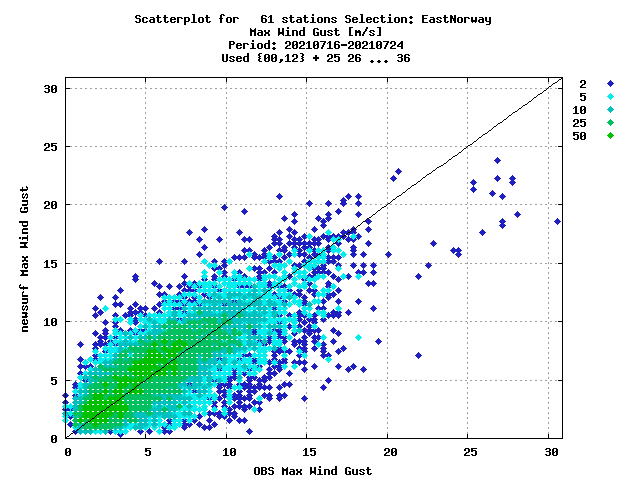 Scatterplot for   61 stations Selection: EastNorway
Max Wind Gust [m/s]
Period: 20210716-20210724
Used {00,12} + 25 26 ... 36
2
5
10
25
50
newsurf Max Wind Gust
30
25
20
15
10
5
0
0 5 10 15 20 25 30
OBS Max Wind Gust